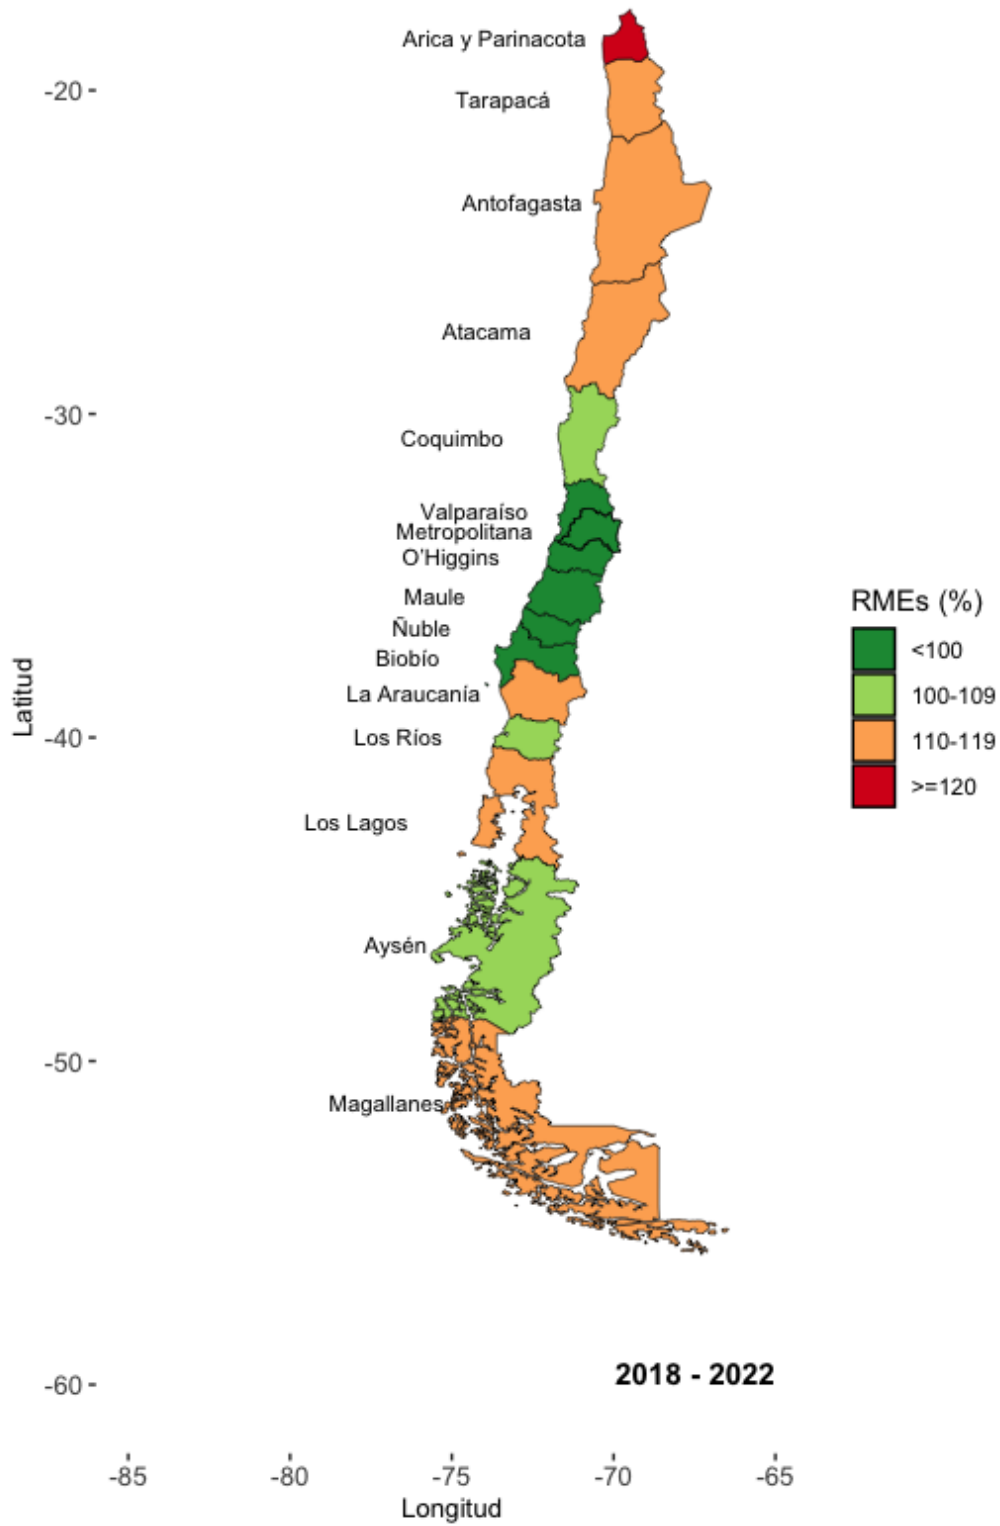 Arica y Parinacota
-20
Tarapacá
Antofagasta
Atacama
-30
Coquimbo
Valparaíso
Metropolitana
O'Higgins
Maule
Ñuble
Biobío
La Araucanía
Los Ríos
-40
Los Lagos
Aysén
-50
Magallanes
-60
Latitud
RMEs (%)
<100
100-109
110-119
>=120
2018 - 2022
-85
-80
-75
-70
-65
Longitud